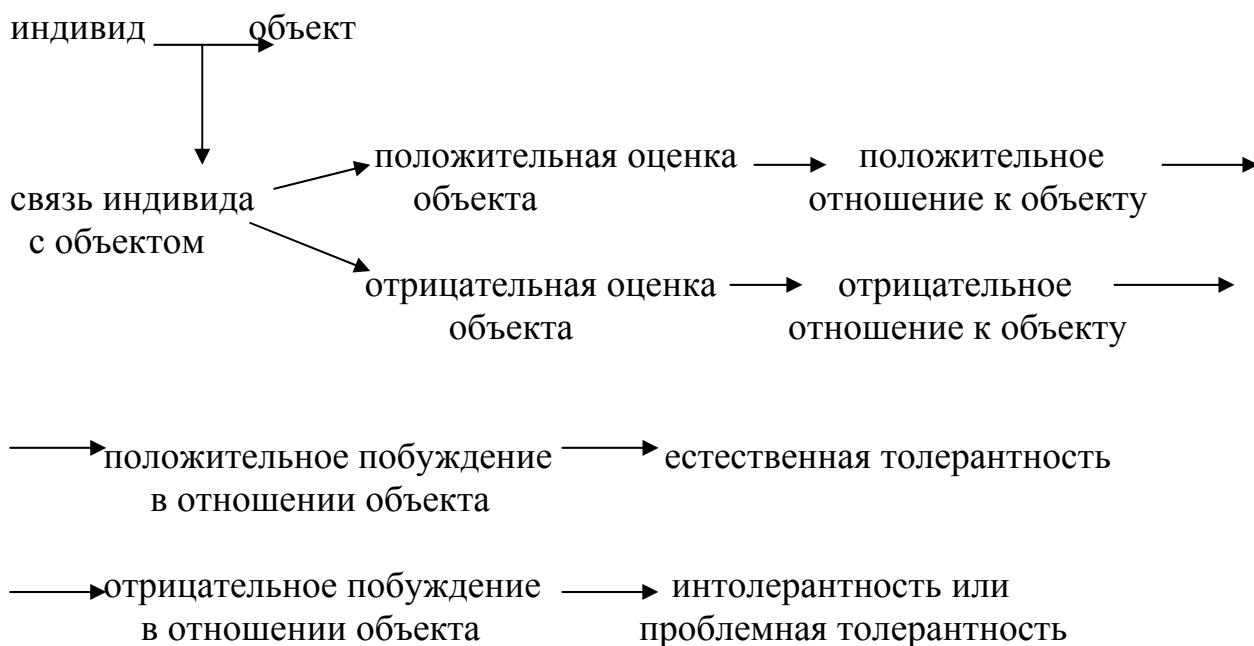 индивид объект
положительная оценка положительное
связь индивида объекта отношение к объекту
с объектом
отрицательная оценка отрицательное
объекта отношение к объекту
положительное побуждение естественная толерантность
в отношении объекта
отрицательное побуждение интолерантность или
в отношении объекта проблемная толерантность